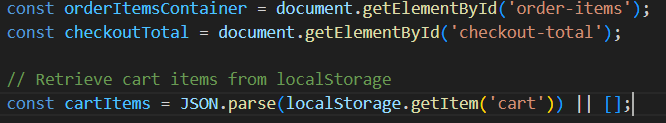 const orderItemsContainer = document.getElementById('order-items');
const checkoutTotal = document.getElementById('checkout-total');
// Retrieve cart items from localStorage
const cartItems = JSON.parse(localStorage.getItem('cart')) || [];